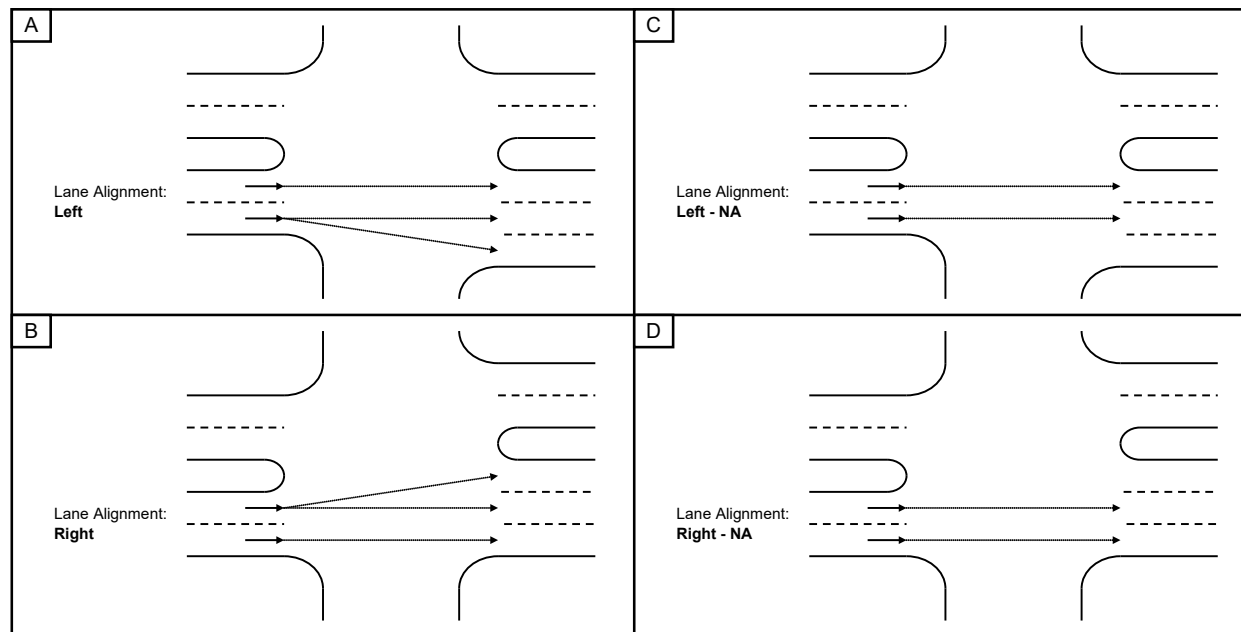 A
Lane Alignment:
Left
C
Lane Alignment:
Left - NA
B
Lane Alignment:
Right
D
Lane Alignment:
Right - NA